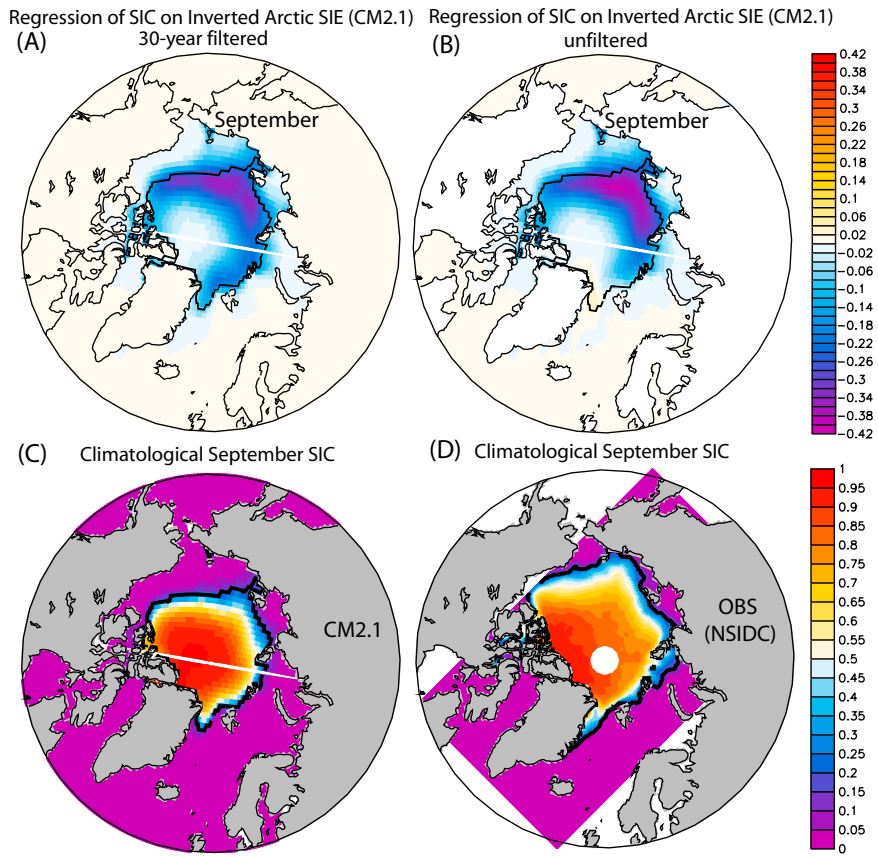 Regression of SIC on Inverted Arctic SIE (CM2.1)
(A)
30-year filtered
September
Regression of SIC on Inverted Arctic SIE (CM2.1)
(B)
unfiltered
September
0.42
0.38
0.34
0.3
0.26
0.22
0.18
0.14
0.1
0.06
0.02
-0.02
-0.06
-0.1
-0.14
-0.18
-0.22
-0.26
-0.3
-0.34
-0.38
-0.42
(C)
Climatological September SIC
CM2.1
(D)
Climatological September SIC
OBS
(NSIDC)
1
0.95
0.9
0.85
0.8
0.75
0.7
0.65
0.6
0.55
0.5
0.45
0.4
0.35
0.3
0.25
0.2
0.15
0.1
0.05
0